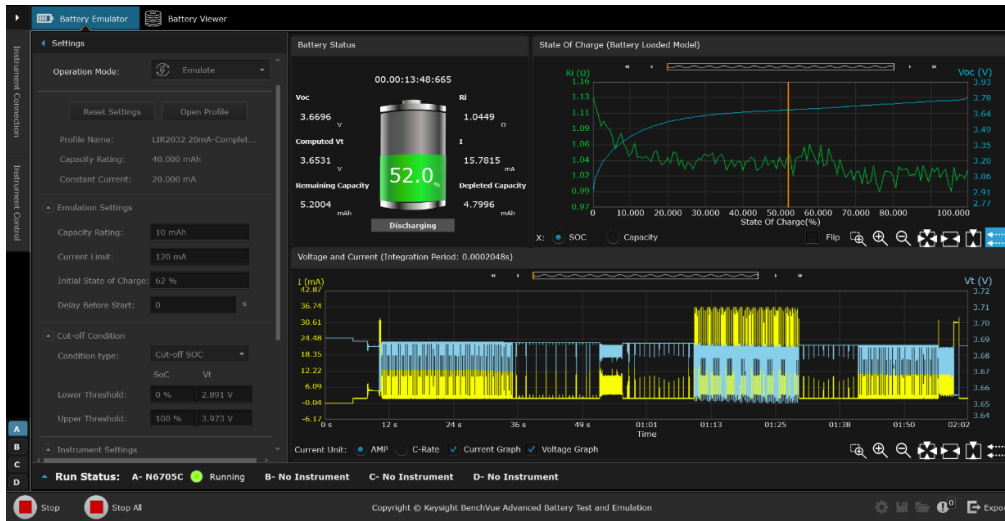 Battery Emulator
Battery Viewer
Instrument Connection
Instrument Control
Settings
Operation Mode: Emulate
Reset Settings Open Profile
Profile Name: LIR2032 20mA-Complet...
Capacity Rating: 40.000 mAh
Constant Current: 20.000 mA
Emulation Settings
Capacity Rating: 10 mAh
Current Limit: 120 mA
Initial State of Charge: 62 %
Delay Before Start: 0 s
Cut-off Condition
Condition type: Cut-off SOC
SoC Vt
Lower Threshold: 0 % 2.891 V
Upper Threshold: 100 % 3.973 V
Instrument Settings
A
B
C
D
Battery Status
00.00:13:48:665
Voc Ri
3.6696 V 1.0449 Ω
Computed Vt I
3.6531 V 15.7815 mA
52.0 %
Remaining Capacity Depleted Capacity
5.2004 mAh 4.7996 mAh
Discharging
State Of Charge (Battery Loaded Model)
Ri (Ω) Voc (V)
1.16 3.93
1.13 3.78
1.11 3.64
1.09 3.49
1.06 3.35
1.04 3.20
1.02 3.06
0.99 2.91
0.97 2.77
0 10.000 20.000 30.000 40.000 50.000 60.000 70.000 80.000 100.000
State Of Charge(%)
X: SOC Capacity Flip
Voltage and Current (Integration Period: 0.0002048s)
I (mA) Vt (V)
42.87 3.72
36.74 3.71
30.61 3.70
24.48 3.69
18.35 3.68
12.22 3.67
6.09 3.66
-0.04 3.65
-6.17 3.64
0 s 12 s 24 s 36 s 49 s 01:01 01:13 01:25 01:38 01:50 02:02
Time
Current Unit: AMP C-Rate Current Graph Voltage Graph
Run Status: A- N6705C Running B- No Instrument C- No Instrument D- No Instrument
Stop Stop All Copyright © Keysight BenchVue Advanced Battery Test and Emulation 0 Expo